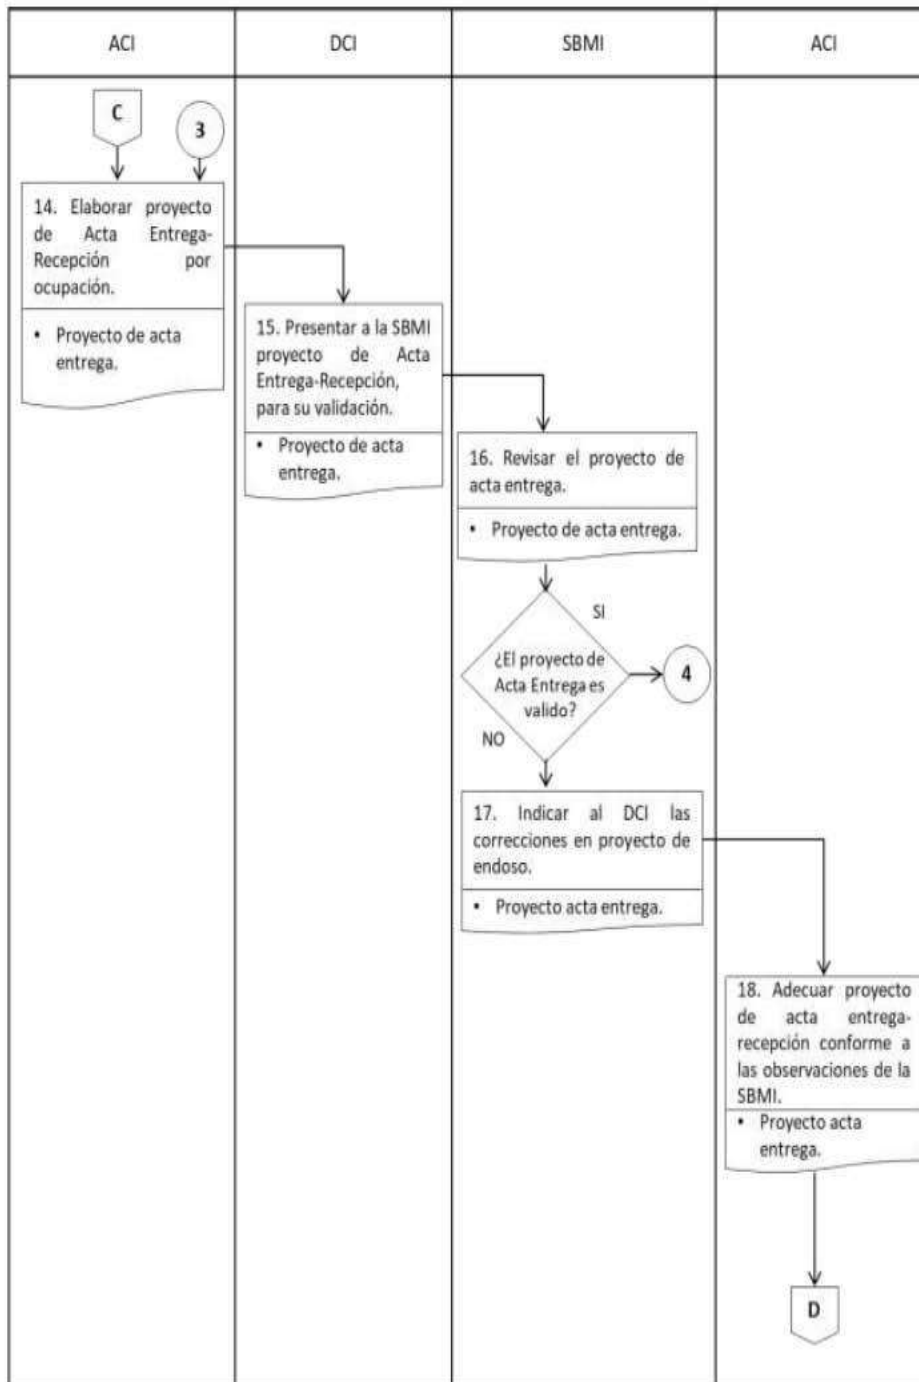 ACI
DCI
SBMI
ACI
C
3
14. Elaborar proyecto
de Acta Entrega-
Recepción por
ocupación.
• Proyecto de acta
entrega.
15. Presentar a la SBMI
proyecto de Acta
Entrega-Recepción,
para su validación.
• Proyecto de acta
entrega.
16. Revisar el proyecto de
acta entrega.
• Proyecto de acta entrega.
SI
¿El proyecto de
Acta Entrega es
valido?
4
NO
17. Indicar al DCI las
correcciones en proyecto de
endoso.
• Proyecto acta entrega.
18. Adecuar proyecto
de acta entrega-
recepción conforme a
las observaciones de la
SBMI.
• Proyecto acta
entrega.
D